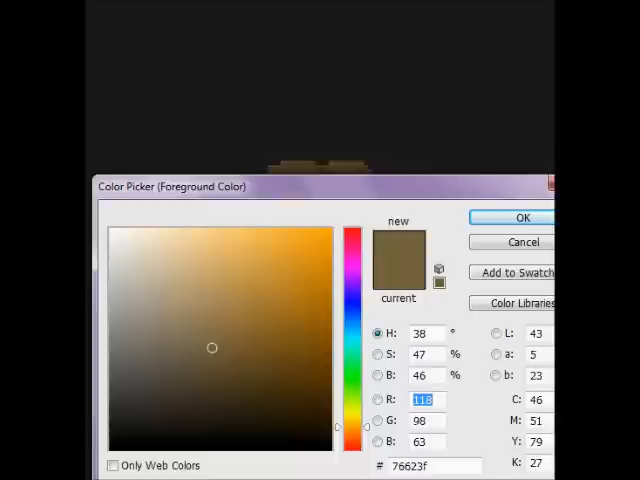 Color Picker (Foreground Color)
new
current
OK
Cancel
Add to Swatch
Color Libraries
H: 38 °
S: 47 %
B: 46 %
R: 118
G: 98
B: 63
# 76623f
L: 43
a: 5
b: 23
C: 46
M: 51
Y: 79
K: 27
Only Web Colors